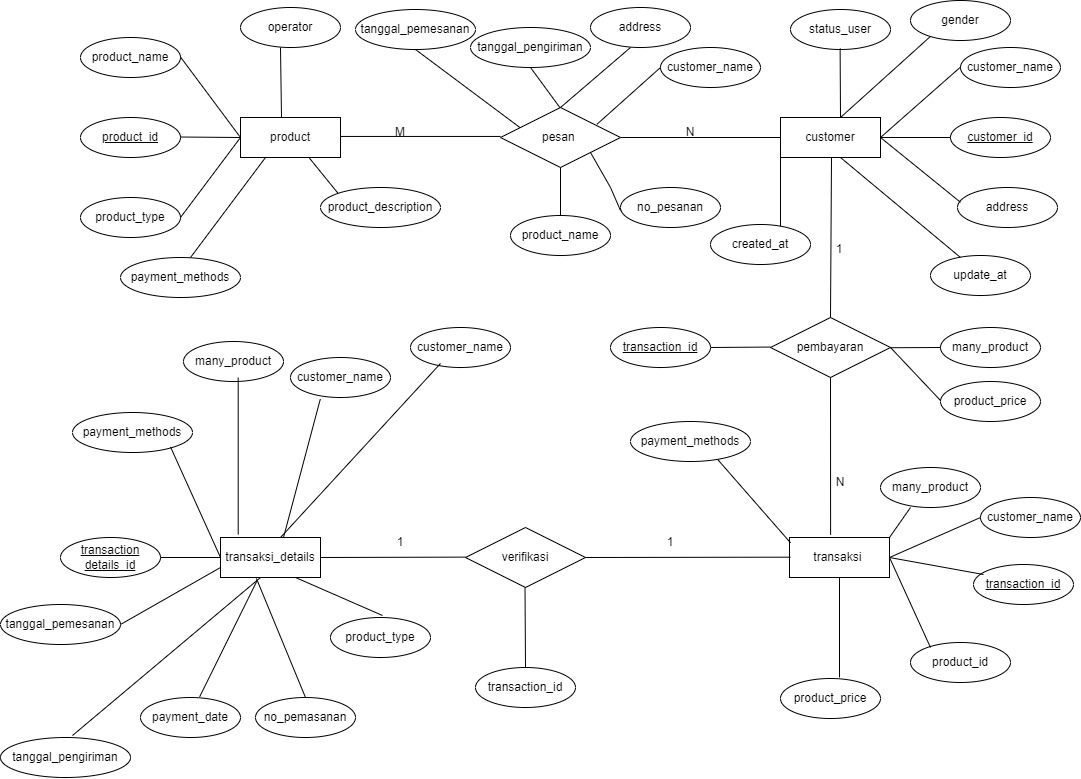 operator
tanggal_pemesanan
address
status_user
gender
product_name
tanggal_pengiriman
customer_name
customer_name
product_id
product
M
pesan
N
customer
customer_id
product_type
product_description
no_pesanan
address
product_name
created_at
payment_methods
1
update_at
many_product
customer_name
customer_name
transaction_id
pembayaran
many_product
product_price
payment_methods
payment_methods
N
many_product
customer_name
transaction
details_id
transaksi_details
1
verifikasi
1
transaksi
transaction_id
tanggal_pemesanan
product_type
product_id
transaction_id
product_price
payment_date
no_pemasanan
tanggal_pengiriman